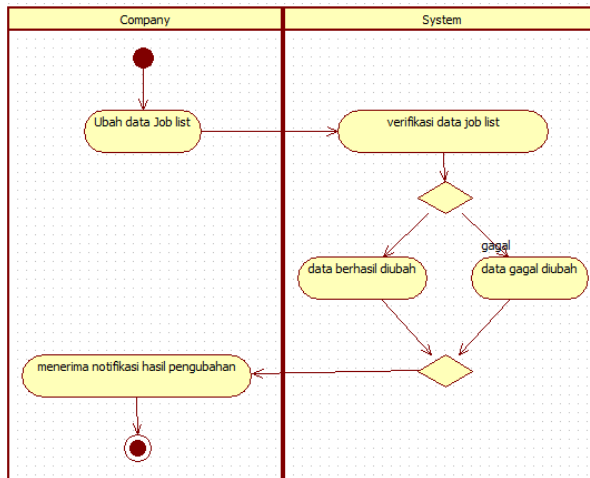 Company
System
Ubah data Job list
verifikasi data job list
gagal
data berhasil diubah
data gagal diubah
menerima notifikasi hasil pengubahan